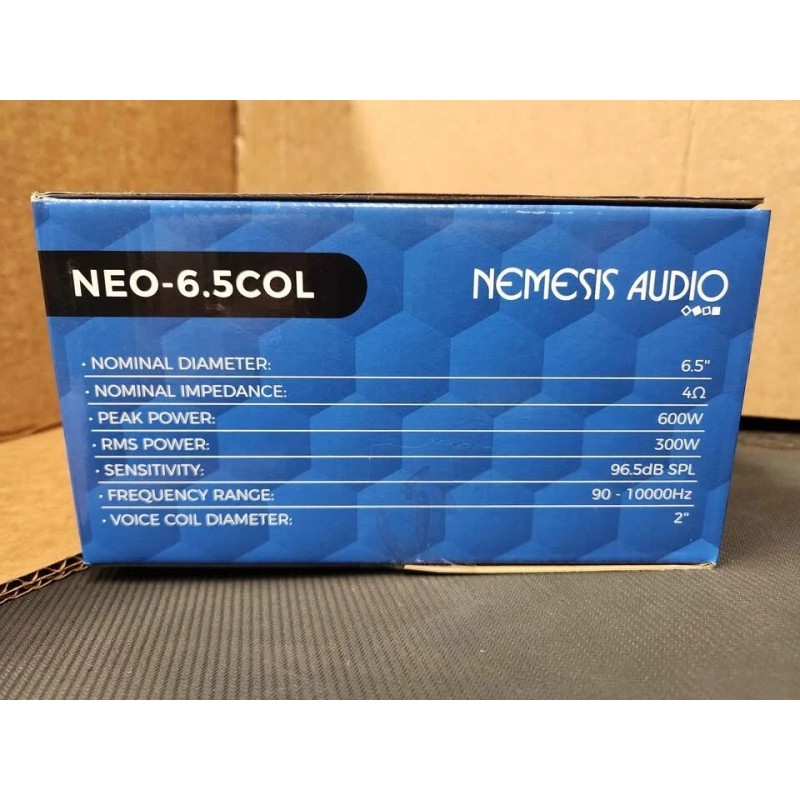 NEO-6.5COL
NEMESIS AUDIO
· NOMINAL DIAMETER: 6.5"
· NOMINAL IMPEDANCE: 4Ω
· PEAK POWER: 600W
· RMS POWER: 300W
· SENSITIVITY: 96.5dB SPL
· FREQUENCY RANGE: 90 - 10000Hz
· VOICE COIL DIAMETER: 2"